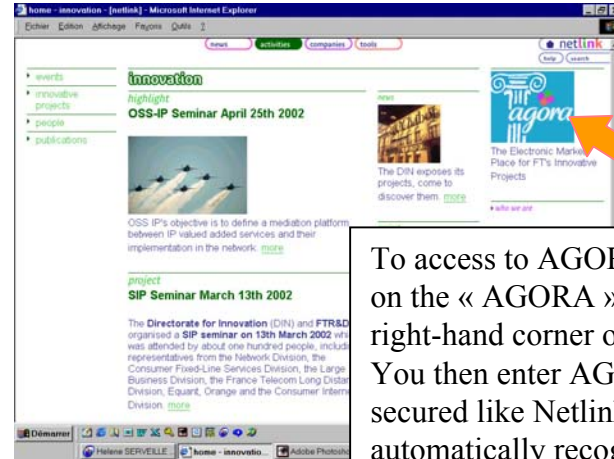 home - innovation - [netlink] - Microsoft Internet Explorer
Fichier Edition Affichage Favoris Outils ?
news activities companies tools
netlink
help search
events
innovative
projects
people
publications
innovation
highlight
OSS-IP Seminar April 25th 2002
OSS IP's objective is to define a mediation platform
between IP valued added services and their
implementation in the network. more
project
SIP Seminar March 13th 2002
The Directorate for Innovation (DIN) and FTR&D
organised a SIP seminar on 13th March 2002 whi
was attended by about one hundred people, includi
representatives from the Network Division, the
Consumer Fixed-Line Services Division, the Large
Business Division, the France Telecom Long Distan
Division, Equant, Orange and the Consumer Intern
Division. more
news
The DIN exposes its
projects, come to
discover them. more
agora
The Electronic Market
Place for FT's Innovative
Projects
who we are
To access to AGOR
on the « AGORA »
right-hand corner o
You then enter AG
secured like Netlin
automatically reco
Démarrer
Helene SERVEILLE... home - innovatio... Adobe Photosho